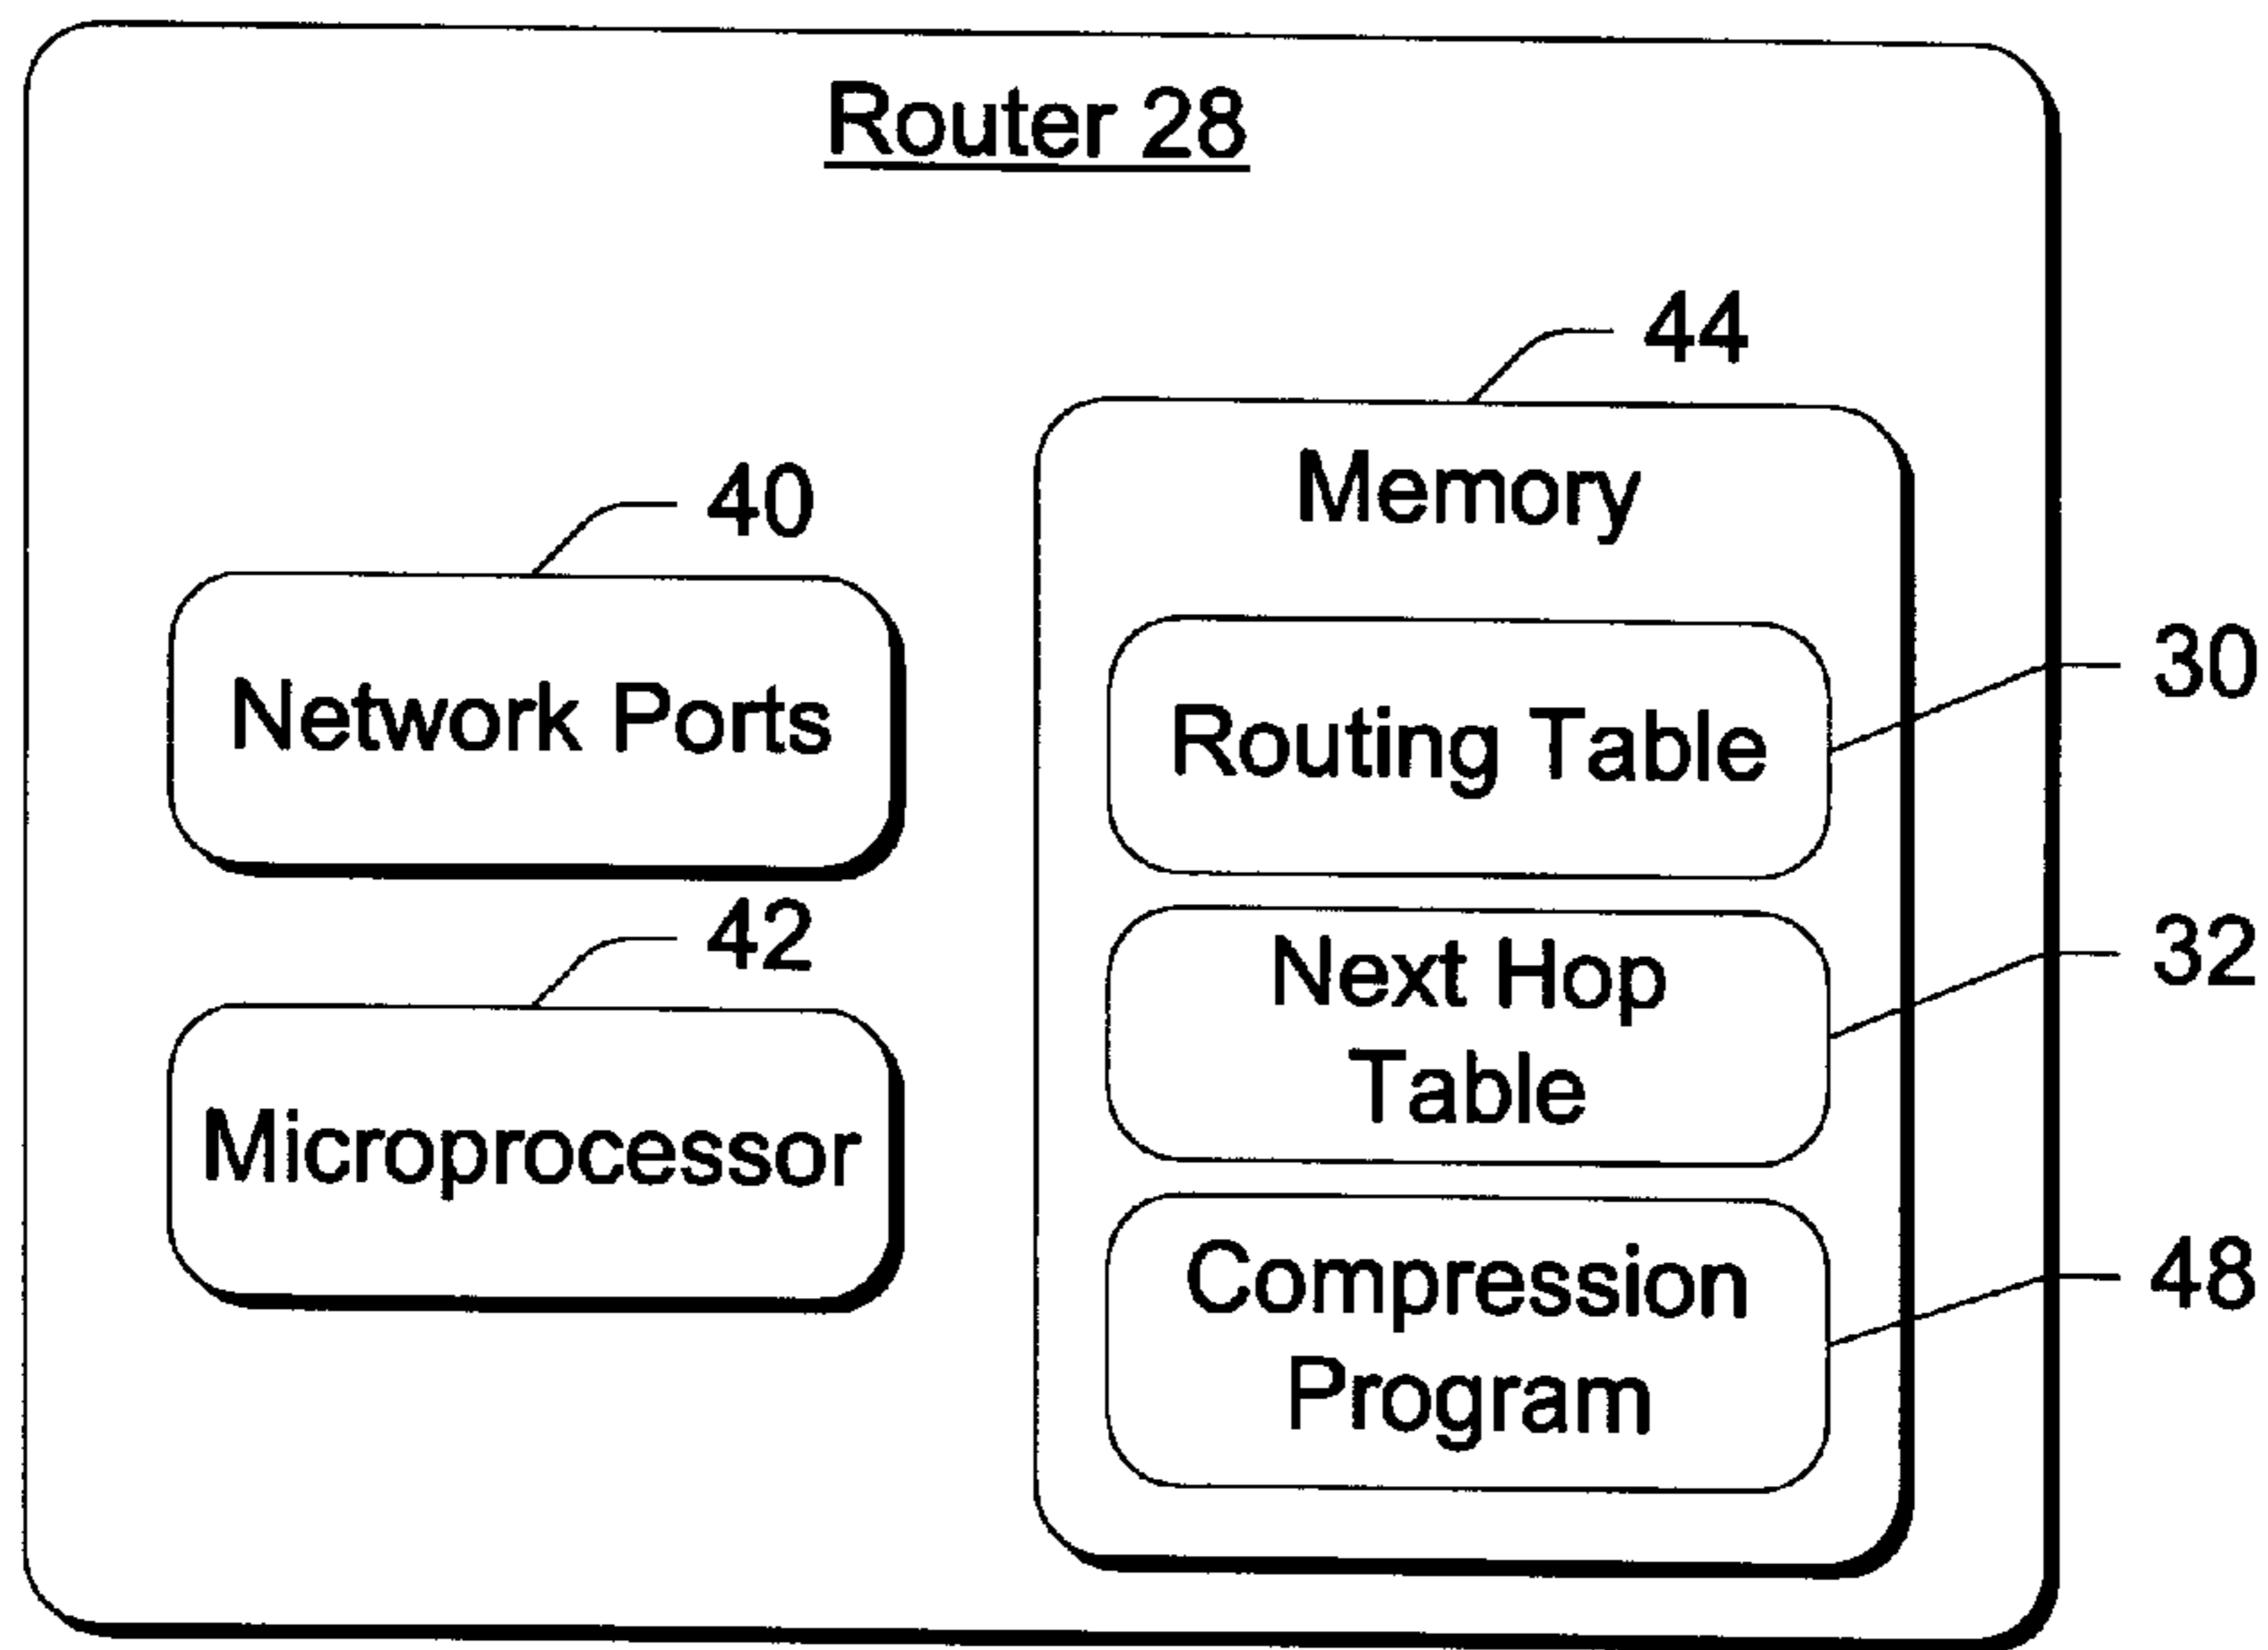 Router 28
44
Memory
40
Network Ports
30
Routing Table
42
Microprocessor
32
Next Hop
Table
48
Compression
Program